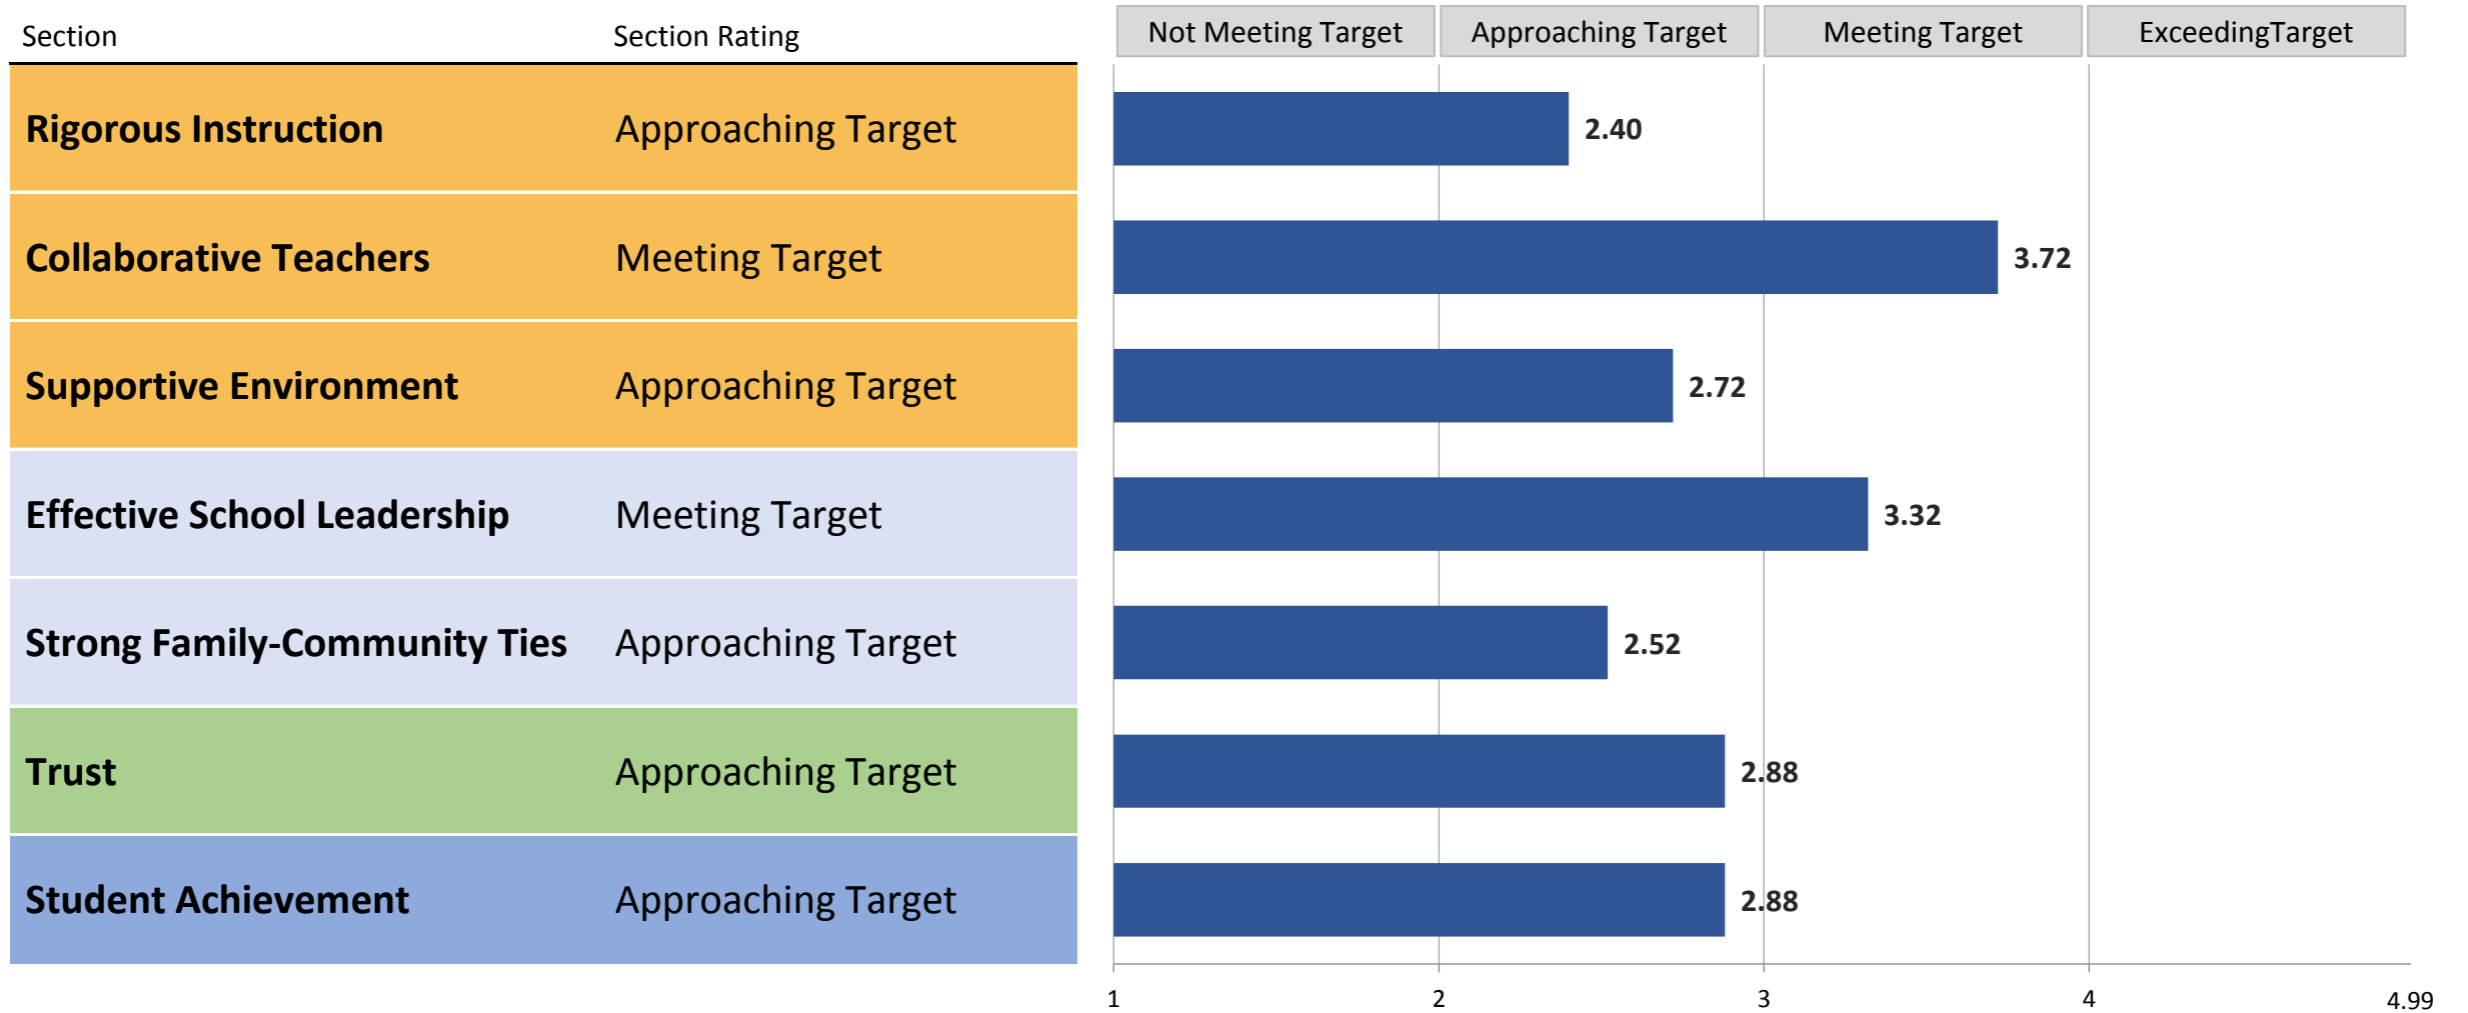 Section Section Rating Not Meeting Target Approaching Target Meeting Target ExceedingTarget
Rigorous Instruction Approaching Target 2.40
Collaborative Teachers Meeting Target 3.72
Supportive Environment Approaching Target 2.72
Effective School Leadership Meeting Target 3.32
Strong Family-Community Ties Approaching Target 2.52
Trust Approaching Target 2.88
Student Achievement Approaching Target 2.88
1 2 3 4 4.99